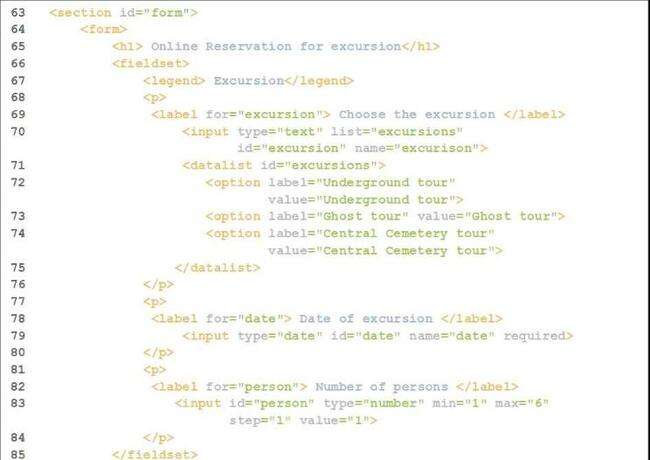 63 <section id="form">
64 <form>
65 <h1> Online Reservation for excursion</h1>
66 <fieldset>
67 <legend> Excursion</legend>
68 <p>
69 <label for="excursion"> Choose the excursion </label>
70 <input type="text" list="excursions"
id="excursion" name="excurison">
71 <datalist id="excursions">
72 <option label="Underground tour"
value="Underground tour">
73 <option label="Ghost tour" value="Ghost tour">
74 <option label="Central Cemetery tour"
value="Central Cemetery tour">
75 </datalist>
76 </p>
77 <p>
78 <label for="date"> Date of excursion </label>
79 <input type="date" id="date" name="date" required>
80 </p>
81 <p>
82 <label for="person"> Number of persons </label>
83 <input id="person" type="number" min="1" max="6"
step="1" value="1">
84 </p>
85 </fieldset>